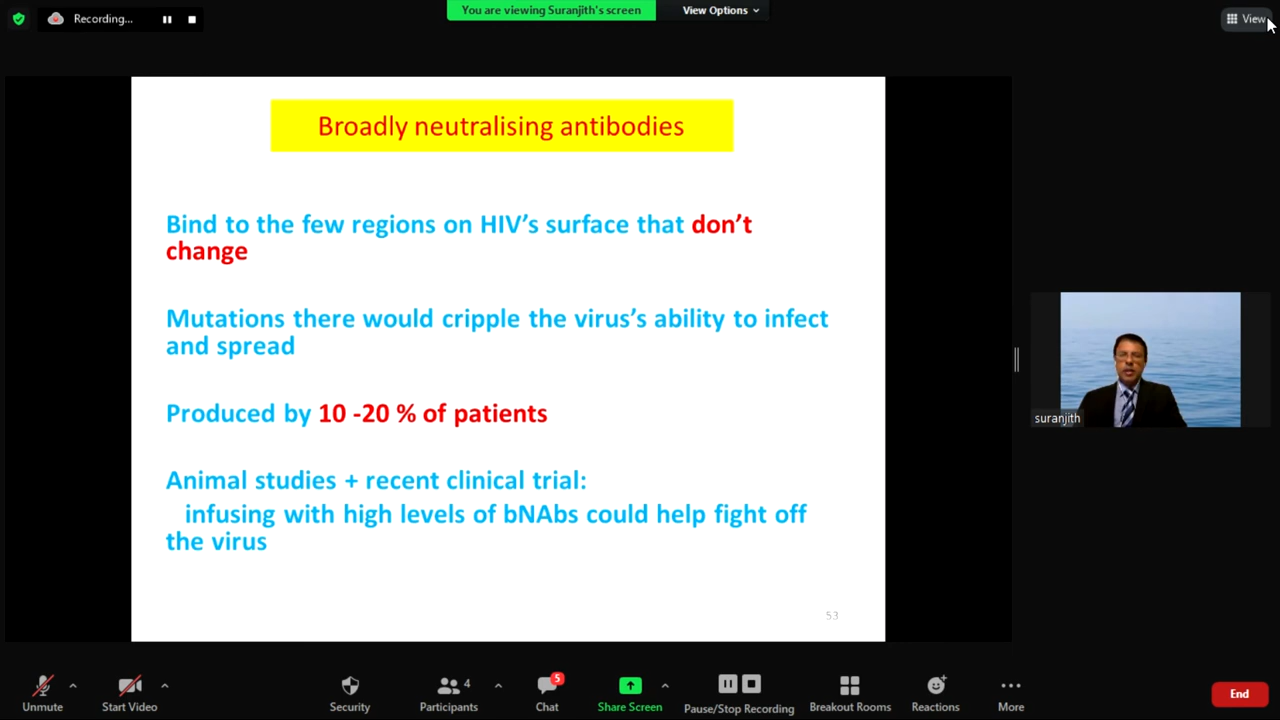 Recording...
You are viewing Suranjith's screen
View Options
View
Broadly neutralising antibodies
Bind to the few regions on HIV’s surface that don’t
change
Mutations there would cripple the virus’s ability to infect
and spread
Produced by 10 -20 % of patients
Animal studies + recent clinical trial:
infusing with high levels of bNAbs could help fight off
the virus
53
suranjith
Unmute
Start Video
Security
4
Participants
5
Chat
Share Screen
Pause/Stop Recording
Breakout Rooms
Reactions
More
End